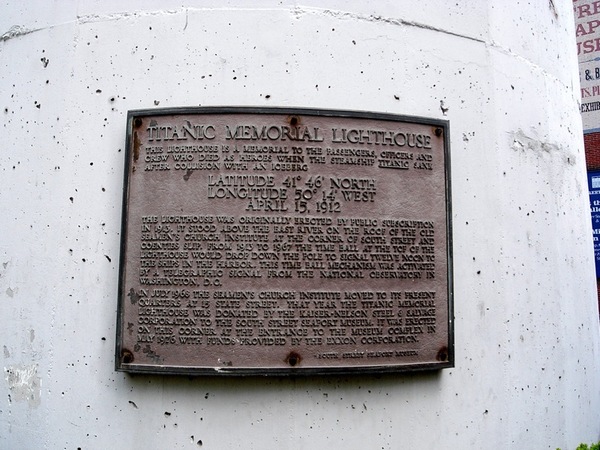 TITANIC MEMORIAL LIGHTHOUSE
THIS LIGHTHOUSE IS A MEMORIAL TO THE PASSENGERS, OFFICERS AND
CREW WHO DIED AS HEROES WHEN THE STEAMSHIP TITANIC SANK
AFTER COLLISION WITH AN ICEBERG
LATITUDE 41° 46' NORTH
LONGITUDE 50° 14' WEST
APRIL 15, 1912
THE LIGHTHOUSE WAS ORIGINALLY ERECTED BY PUBLIC SUBSCRIPTION
IN 1913. IT STOOD ABOVE THE EAST RIVER ON THE ROOF OF THE OLD
SEAMEN'S CHURCH INSTITUTE AT THE CORNER OF SOUTH STREET AND
COENTIES SLIP. FROM 1913 TO 1967 THE TIME BALL AT THE TOP OF THE
LIGHTHOUSE WOULD DROP DOWN THE POLE TO SIGNAL TWELVE NOON TO
THE SHIPS IN THE HARBOR. THE TIME BALL MECHANISM WAS ACTIVATED
BY A TELEGRAPHIC SIGNAL FROM THE NATIONAL OBSERVATORY IN
WASHINGTON, D.C.
IN JULY 1968 THE SEAMEN'S CHURCH INSTITUTE MOVED TO ITS PRESENT
QUARTERS AT 15 STATE STREET. THAT YEAR THE TITANIC MEMORIAL
LIGHTHOUSE WAS DONATED BY THE KAISER-NELSON STEEL & SALVAGE
CORPORATION TO THE SOUTH STREET SEAPORT MUSEUM. IT WAS ERECTED
ON THIS CORNER AT THE ENTRANCE TO THE MUSEUM COMPLEX IN
MAY 1976 WITH FUNDS PROVIDED BY THE EXXON CORPORATION.
- SOUTH STREET SEAPORT MUSEUM